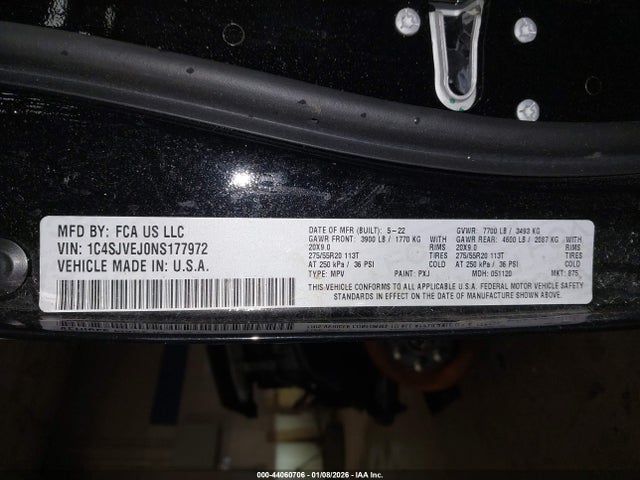 MFD BY: FCA US LLC
VIN: 1C4SJVEJ0NS177972
VEHICLE MADE IN: U.S.A.
DATE OF MFR (BUILT): 5-22 GVWR: 7700 LB / 3493 KG
GAWR FRONT: 3900 LB / 1770 KG WITH GAWR REAR: 4600 LB / 2087 KG WITH
20X9.0 RIMS 20X9.0 RIMS
275/55R20 113T TIRES 275/55R20 113T TIRES
AT 250 kPa / 36 PSI COLD AT 250 kPa / 36 PSI COLD
TYPE: MPV PAINT: PXJ MDH: 051120 MKT: 875
THIS VEHICLE CONFORMS TO ALL APPLICABLE U.S.A. FEDERAL MOTOR VEHICLE SAFETY
STANDARDS IN EFFECT ON THE DATE OF MANUFACTURE SHOWN ABOVE.
000-44060706 - 01/08/2026 - IAA Inc.